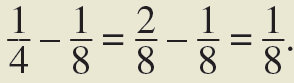 1/4 − 1/8 = 2/8 − 1/8 = 1/8.